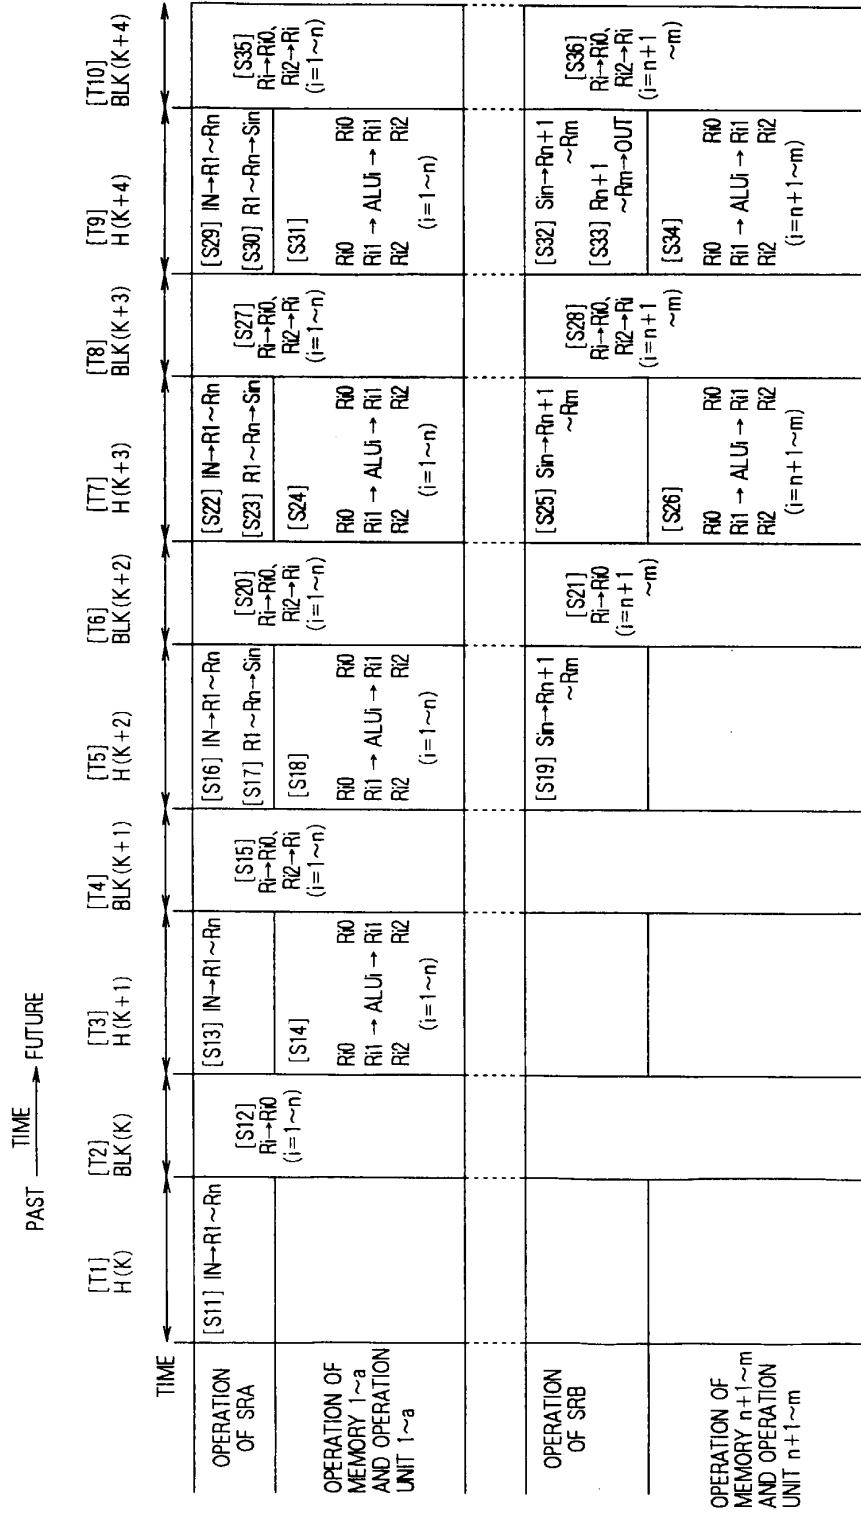 PAST TIME FUTURE
TIME
[T1]
H(K)
[T2]
BLK(K)
[T3]
H(K+1)
[T4]
BLK(K+1)
[T5]
H(K+2)
[T6]
BLK(K+2)
[T7]
H(K+3)
[T8]
BLK(K+3)
[T9]
H(K+4)
[T10]
BLK(K+4)
OPERATION
OF SRA
[S11] IN→R1~Rn
[S12]
Ri→Ri0
(i=1~n)
[S13] IN→R1~Rn
[S15]
Ri→Ri0,
Ri2→Ri
(i=1~n)
[S16] IN→R1~Rn
[S17] R1~Rn→Sin
[S20]
Ri→Ri0,
Ri2→Ri
(i=1~n)
[S22] IN→R1~Rn
[S23] R1~Rn→Sin
[S27]
Ri→Ri0,
Ri2→Ri
(i=1~n)
[S29] IN→R1~Rn
[S30] R1~Rn→Sin
[S35]
Ri→Ri0,
Ri2→Ri
(i=1~n)
OPERATION OF
MEMORY 1~a
AND OPERATION
UNIT 1~a
[S14]
Ri0 Ri0
Ri1 → ALUi → Ri1
Ri2 Ri2
(i=1~n)
[S18]
Ri0 Ri0
Ri1 → ALUi → Ri1
Ri2 Ri2
(i=1~n)
[S24]
Ri0 Ri0
Ri1 → ALUi → Ri1
Ri2 Ri2
(i=1~n)
[S31]
Ri0 Ri0
Ri1 → ALUi → Ri1
Ri2 Ri2
(i=1~n)
OPERATION
OF SRB
[S19] Sin→Rn+1
~Rm
[S21]
Ri→Ri0
(i=n+1
~m)
[S25] Sin→Rn+1
~Rm
[S28]
Ri→Ri0,
Ri2→Ri
(i=n+1
~m)
[S32] Sin→Rn+1
~Rm
[S33] Rn+1
~Rm→OUT
[S36]
Ri→Ri0,
Ri2→Ri
(i=n+1
~m)
OPERATION OF
MEMORY n+1~m
AND OPERATION
UNIT n+1~m
[S26]
Ri0 Ri0
Ri1 → ALUi → Ri1
Ri2 Ri2
(i=n+1~m)
[S34]
Ri0 Ri0
Ri1 → ALUi → Ri1
Ri2 Ri2
(i=n+1~m)